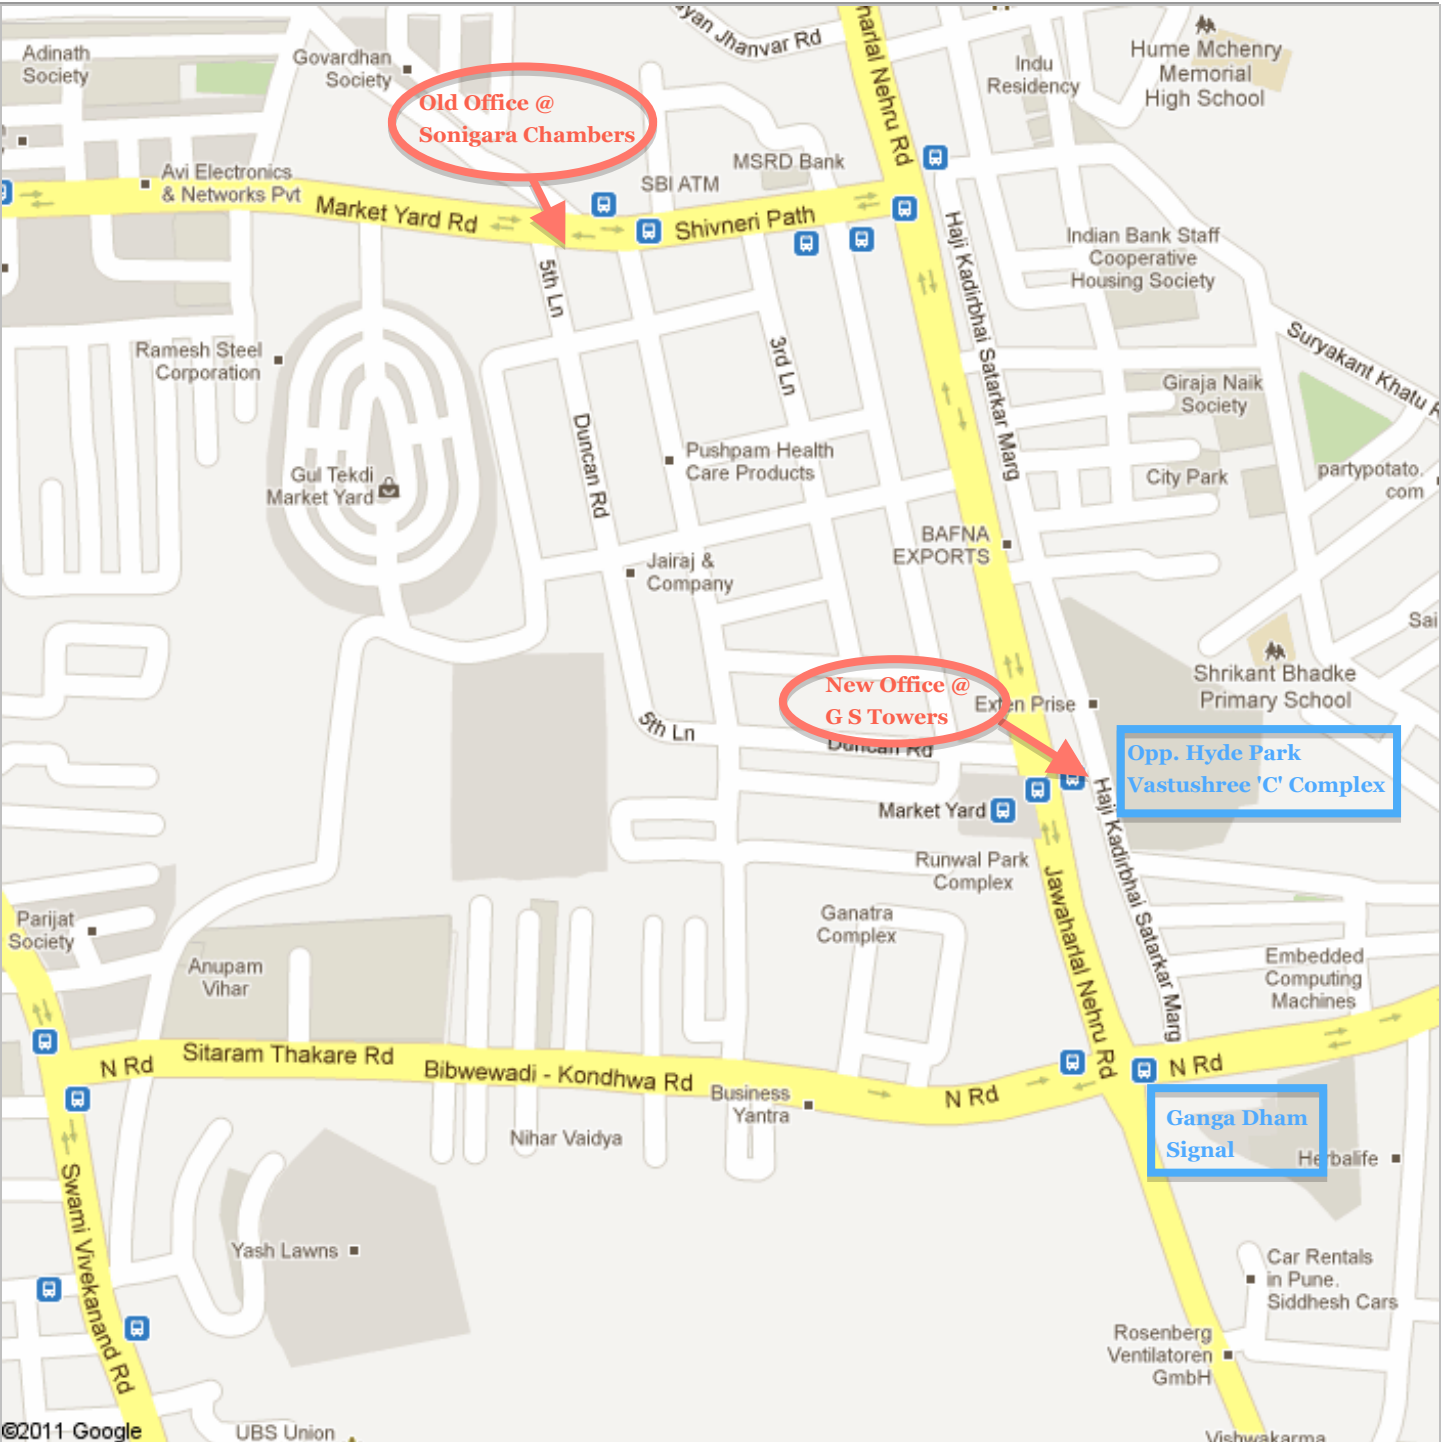 ayan Jhanvar Rd
harlal Nehru Rd
Adinath
Society
Govardhan
Society
Indu
Residency
Hume Mchenry
Memorial
High School
Old Office @
Sonigara Chambers
MSRD Bank
SBI ATM
Avi Electronics
& Networks Pvt
Market Yard Rd
Shivneri Path
Haji Kadirbhai Satarkar Marg
Indian Bank Staff
Cooperative
Housing Society
5th Ln
3rd Ln
Ramesh Steel
Corporation
Suryakant Khatu R
Giraja Naik
Society
Duncan Rd
Pushpam Health
Care Products
Gul Tekdi
Market Yard
City Park
partypotato.
com
BAFNA
EXPORTS
Jairaj &
Company
Sai
Shrikant Bhadke
Primary School
New Office @
G S Towers
Exten Prise
5th Ln
Duncan Rd
Opp. Hyde Park
Vastushree 'C' Complex
Market Yard
Haji Kadirbhai Satarkar Marg
Runwal Park
Complex
Jawaharlal Nehru Rd
Ganatra
Complex
Parijat
Society
Anupam
Vihar
Embedded
Computing
Machines
N Rd
Sitaram Thakare Rd
Bibwewadi - Kondhwa Rd
N Rd
N Rd
Business
Yantra
Nihar Vaidya
Ganga Dham
Signal
Herbalife
Swami Vivekanand Rd
Yash Lawns
Car Rentals
in Pune.
Siddhesh Cars
Rosenberg
Ventilatoren
GmbH
©2011 Google
UBS Union
Vishwakarma